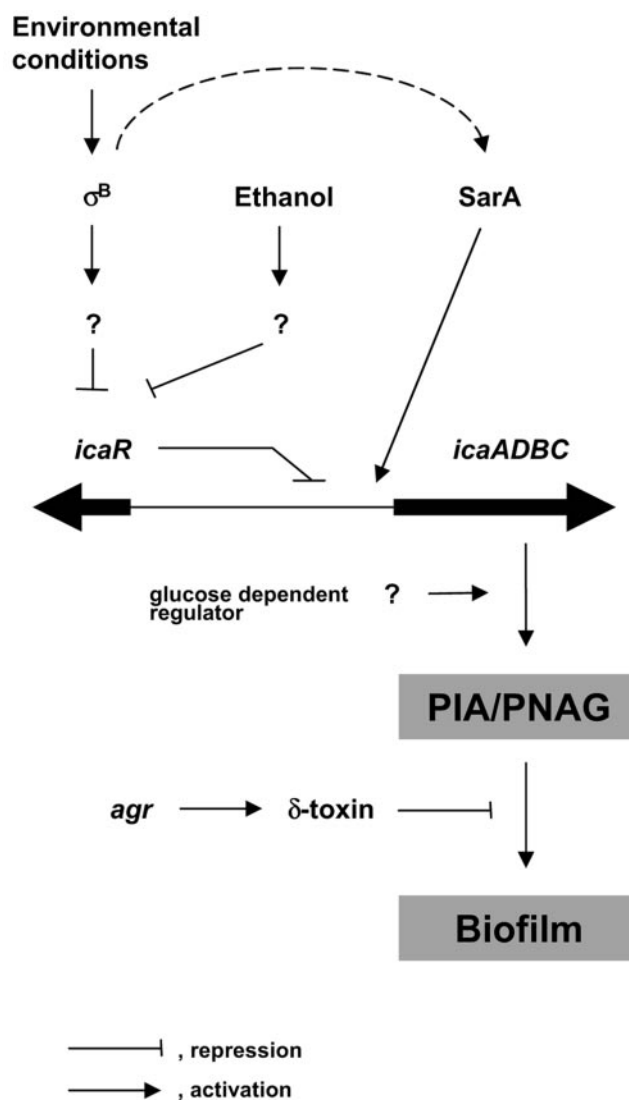 Environmental
conditions
σᴮ
Ethanol
SarA
?
?
icaR
icaADBC
glucose dependent
regulator
?
PIA/PNAG
agr
δ-toxin
Biofilm
, repression
, activation